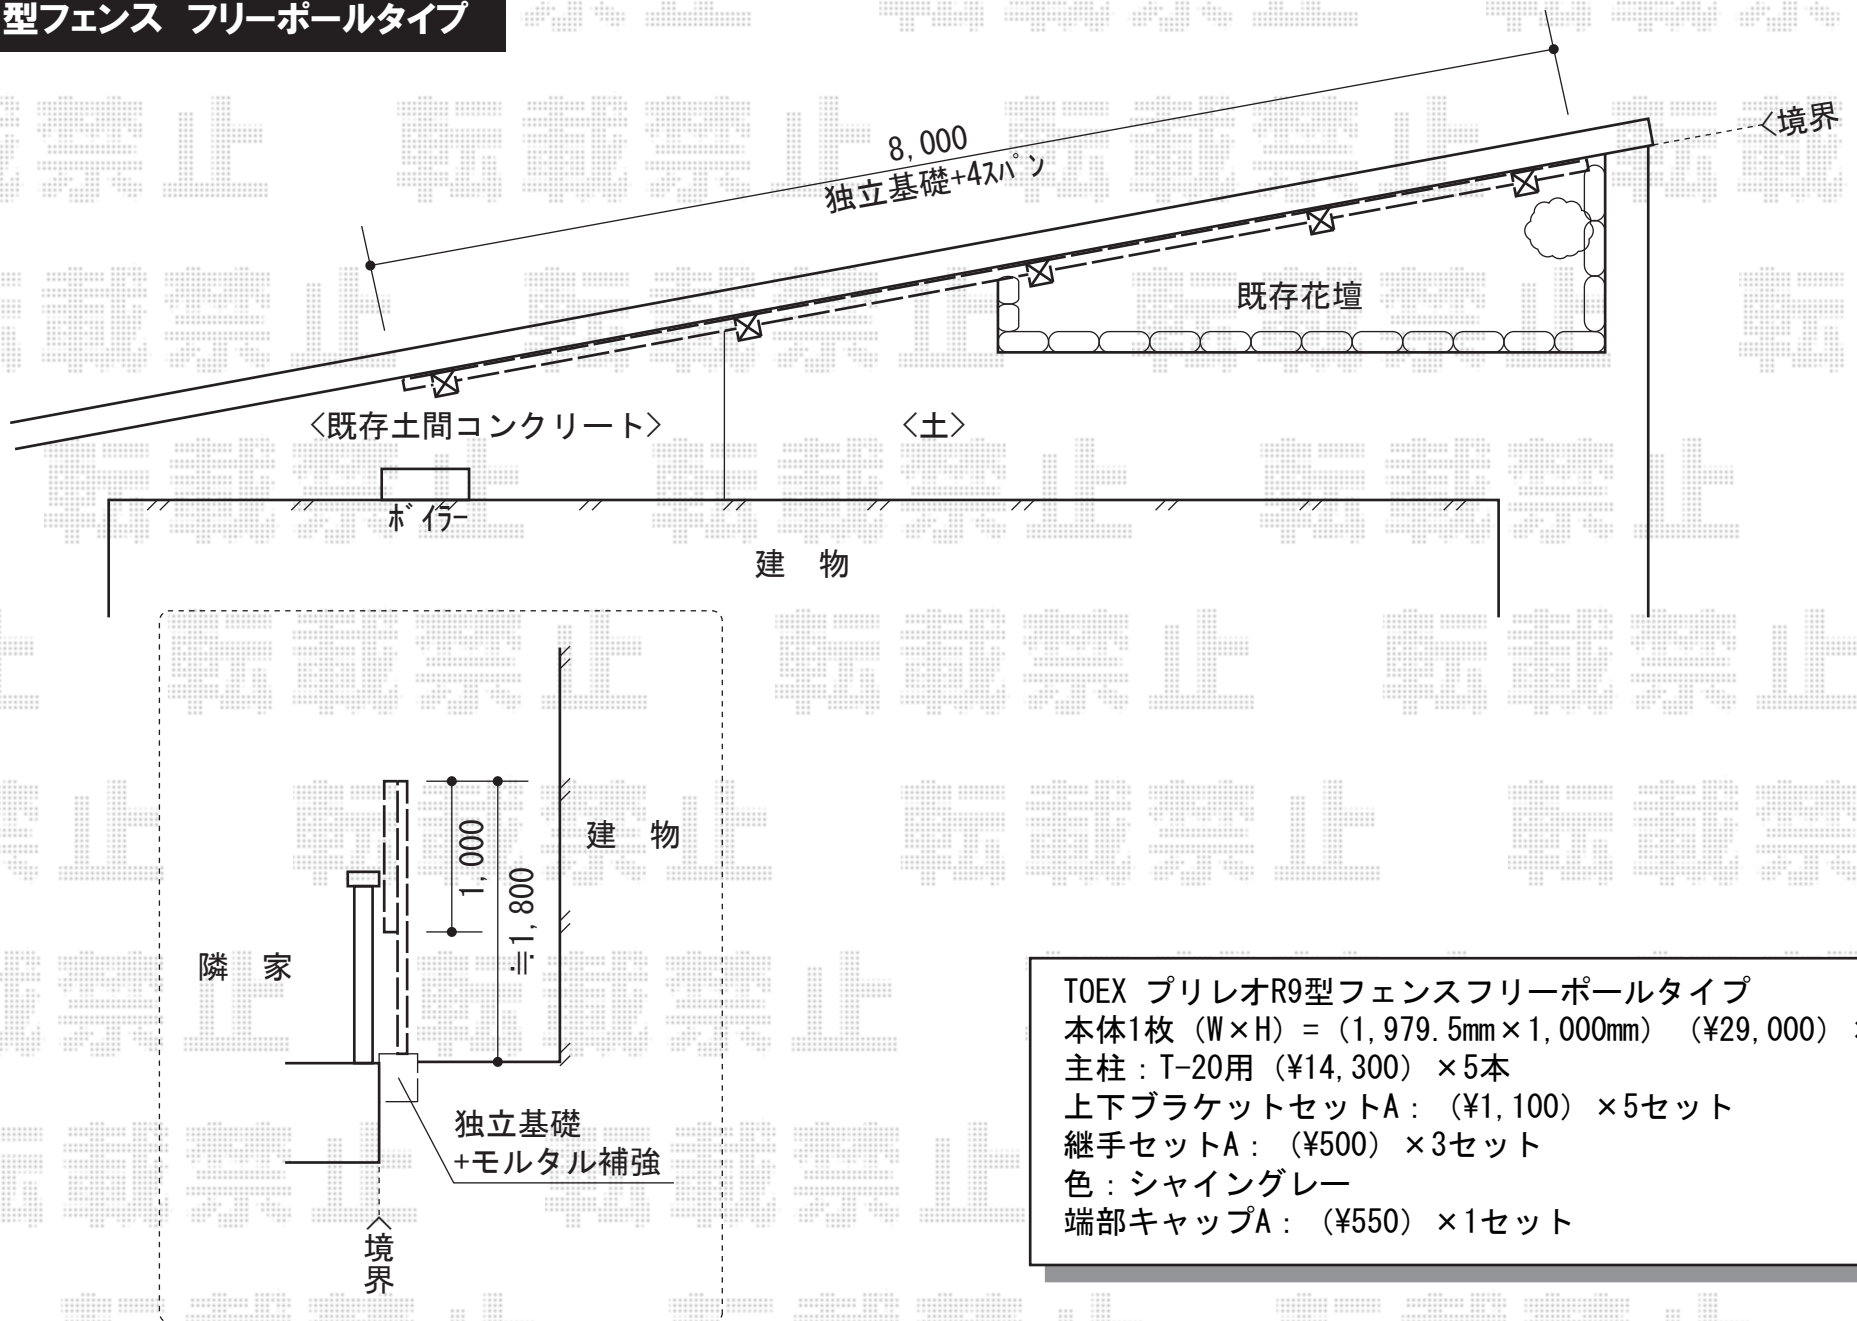 型フェンス フリーポールタイプ
8,000
独立基礎+4スパン
〈境界
既存花壇
〈既存土間コンクリート〉
〈土〉
ボイラー
建 物
1,000
≒1,800
建 物
隣 家
独立基礎
+モルタル補強
〈境界
TOEX プリレオR9型フェンスフリーポールタイプ
本体1枚（W×H）=（1,979.5mm×1,000mm）（¥29,000）
主柱：T-20用（¥14,300）×5本
上下ブラケットセットA：（¥1,100）×5セット
継手セットA：（¥500）×3セット
色：シャイングレー
端部キャップA：（¥550）×1セット
転載禁止